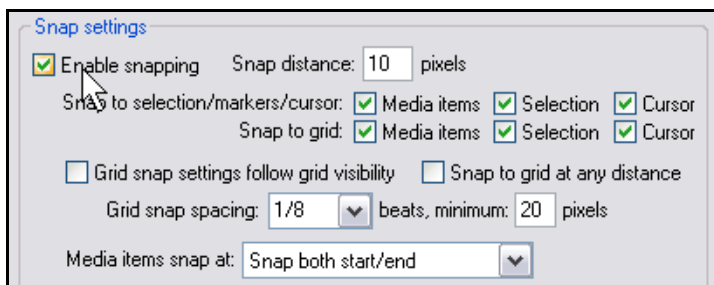 Snap settings
Enable snapping Snap distance: 10 pixels
Snap to selection/markers/cursor: Media items Selection Cursor
Snap to grid: Media items Selection Cursor
Grid snap settings follow grid visibility Snap to grid at any distance
Grid snap spacing: 1/8 beats, minimum: 20 pixels
Media items snap at: Snap both start/end